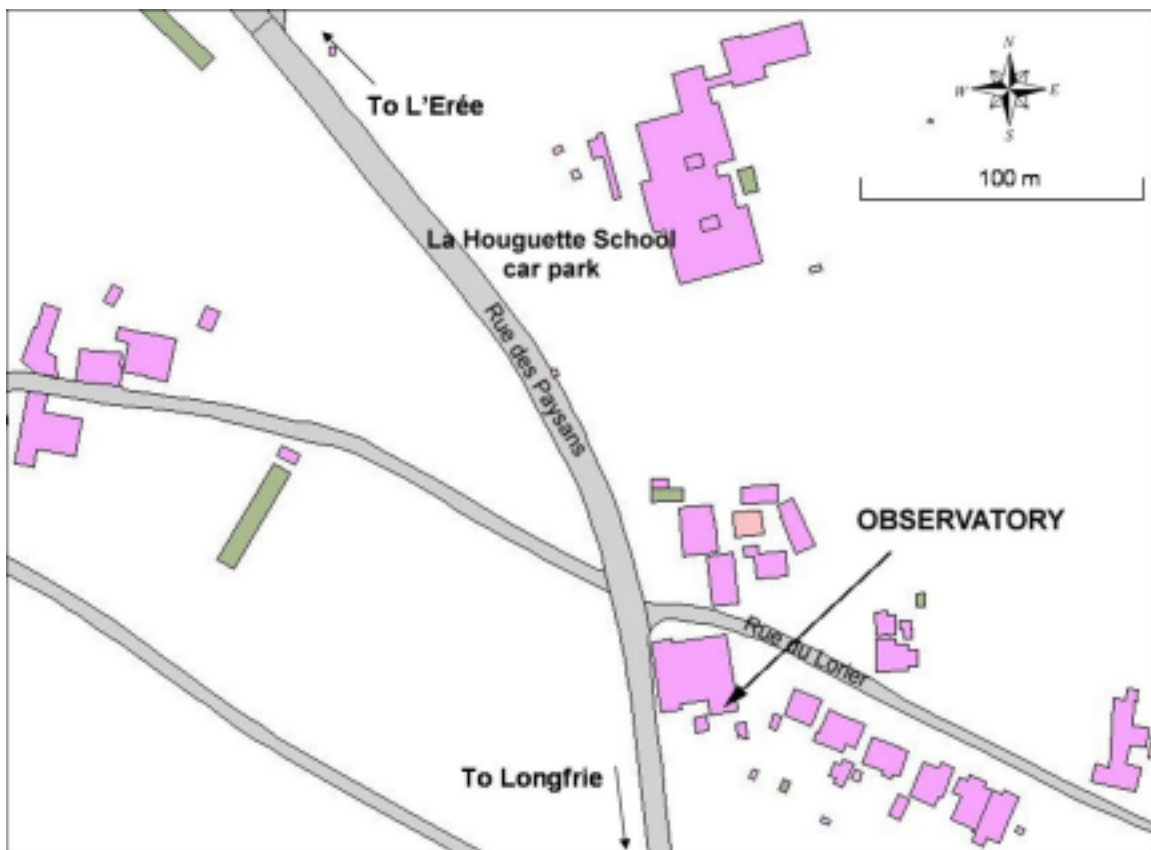 To L'Erée
N
W E
S
100 m
La Houguette School
car park
Rue des Paysans
OBSERVATORY
Rue du Lorier
To Longfrie